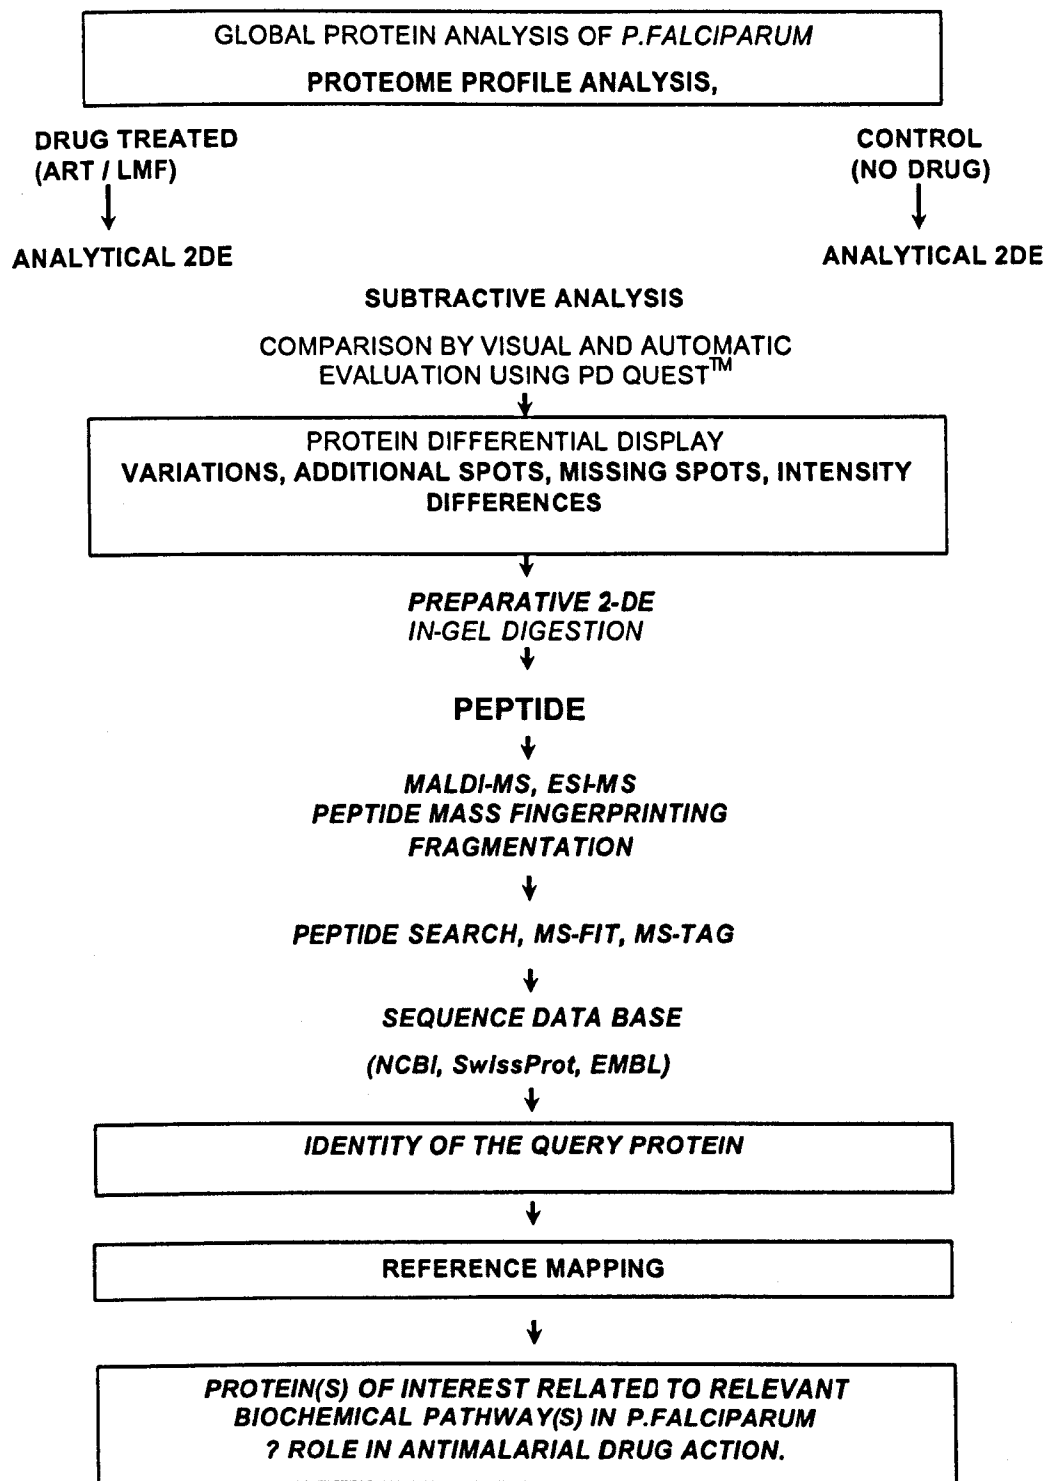 GLOBAL PROTEIN ANALYSIS OF P.FALCIPARUM
PROTEOME PROFILE ANALYSIS,
DRUG TREATED
(ART / LMF)
CONTROL
(NO DRUG)
ANALYTICAL 2DE
ANALYTICAL 2DE
SUBTRACTIVE ANALYSIS
COMPARISON BY VISUAL AND AUTOMATIC
EVALUATION USING PD QUEST™
PROTEIN DIFFERENTIAL DISPLAY
VARIATIONS, ADDITIONAL SPOTS, MISSING SPOTS, INTENSITY
DIFFERENCES
PREPARATIVE 2-DE
IN-GEL DIGESTION
PEPTIDE
MALDI-MS, ESI-MS
PEPTIDE MASS FINGERPRINTING
FRAGMENTATION
PEPTIDE SEARCH, MS-FIT, MS-TAG
SEQUENCE DATA BASE
(NCBI, SwissProt, EMBL)
IDENTITY OF THE QUERY PROTEIN
REFERENCE MAPPING
PROTEIN(S) OF INTEREST RELATED TO RELEVANT
BIOCHEMICAL PATHWAY(S) IN P.FALCIPARUM
? ROLE IN ANTIMALARIAL DRUG ACTION.